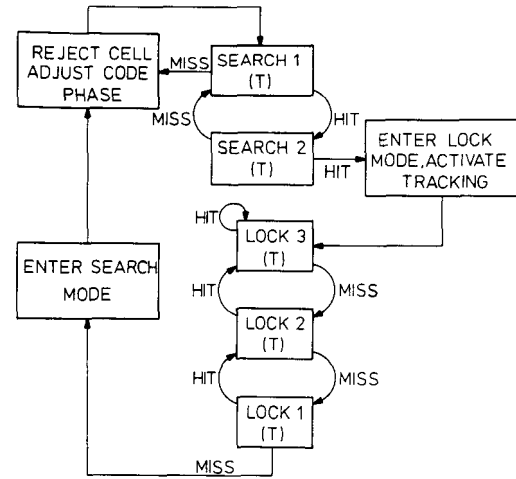 REJECT CELL
ADJUST CODE
PHASE
MISS
SEARCH 1
(T)
MISS
HIT
SEARCH 2
(T)
HIT
ENTER LOCK
MODE, ACTIVATE
TRACKING
HIT
LOCK 3
(T)
ENTER SEARCH
MODE
HIT
MISS
LOCK 2
(T)
HIT
MISS
LOCK 1
(T)
MISS